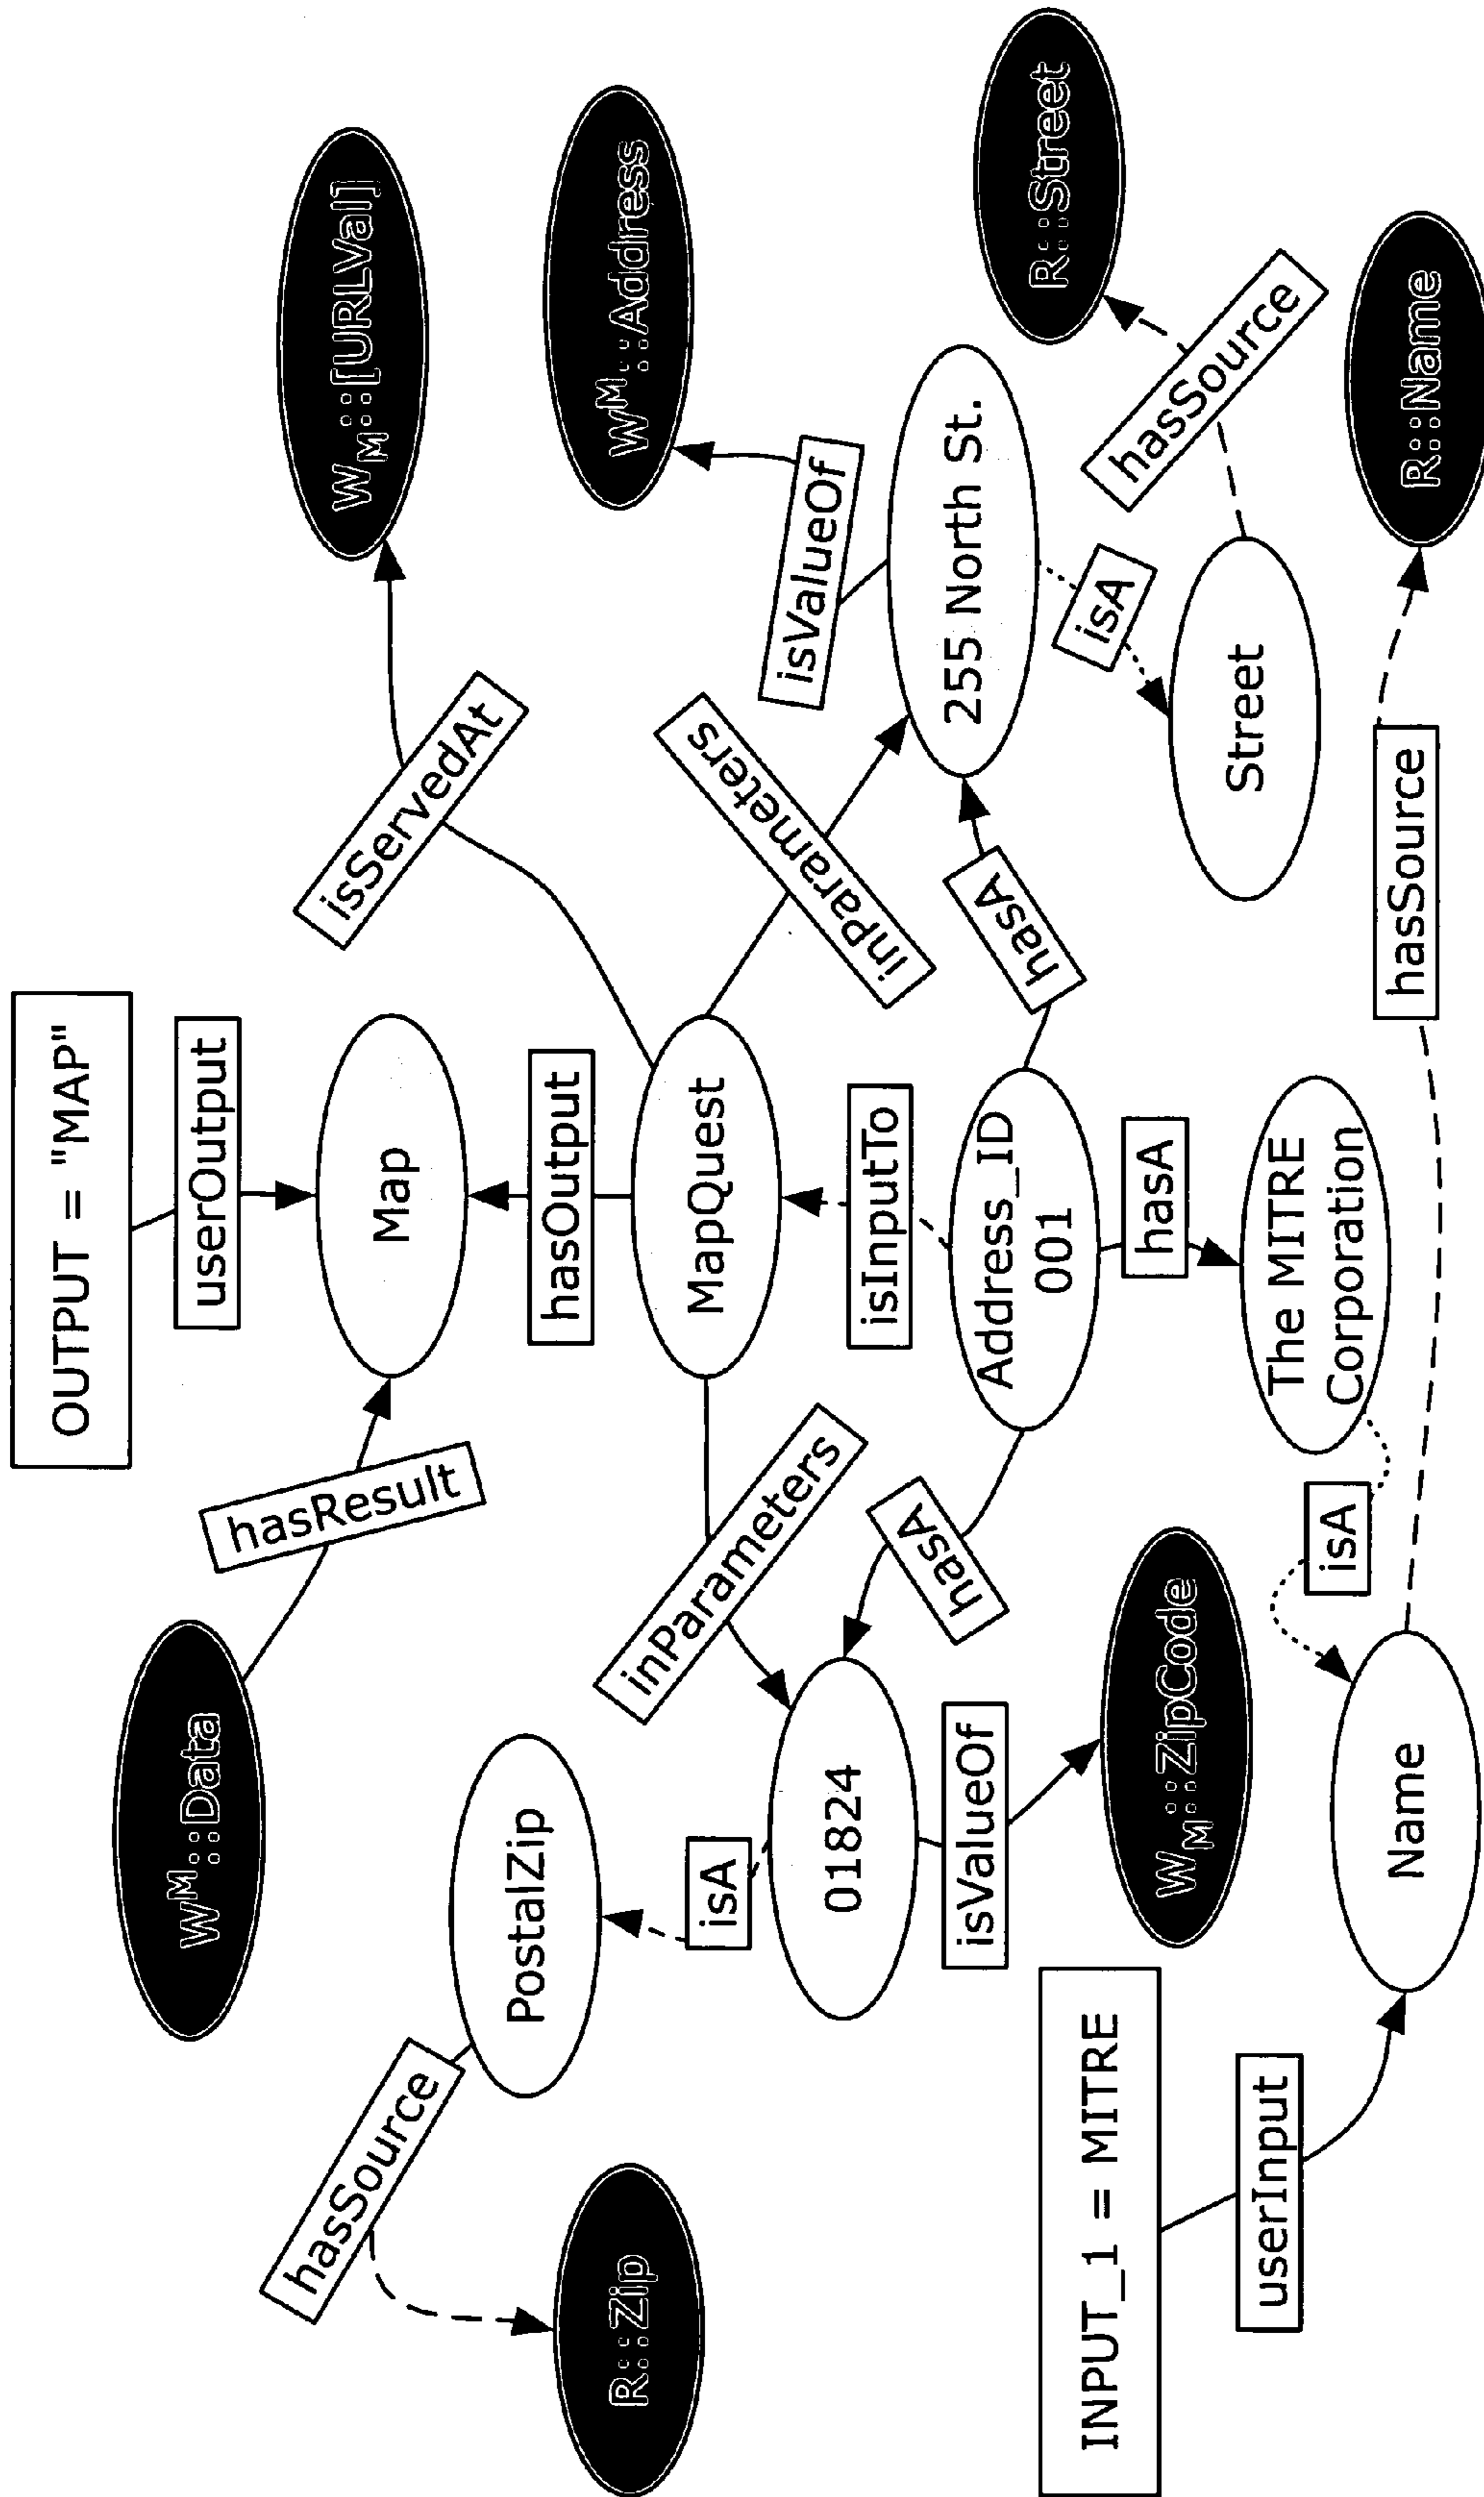 OUTPUT = "MAP"
userOutput
W_M::Data
hasResult
Map
isServedAt
W_M::[URLVal]
hasSource
PostalZip
hasOutput
W_M::Address
R::Zip
isA
inParameters
MapQuest
inparameters
isValueOf
01824
hasA
isInputTo
255 North St.
R::Street
isValueOf
Address_ID
001
hasA
isA
hasSource
INPUT_1 = MITRE
W_M::ZipCode
hasA
Street
userInput
isA
The MITRE
Corporation
Name
hasSource
R::Name